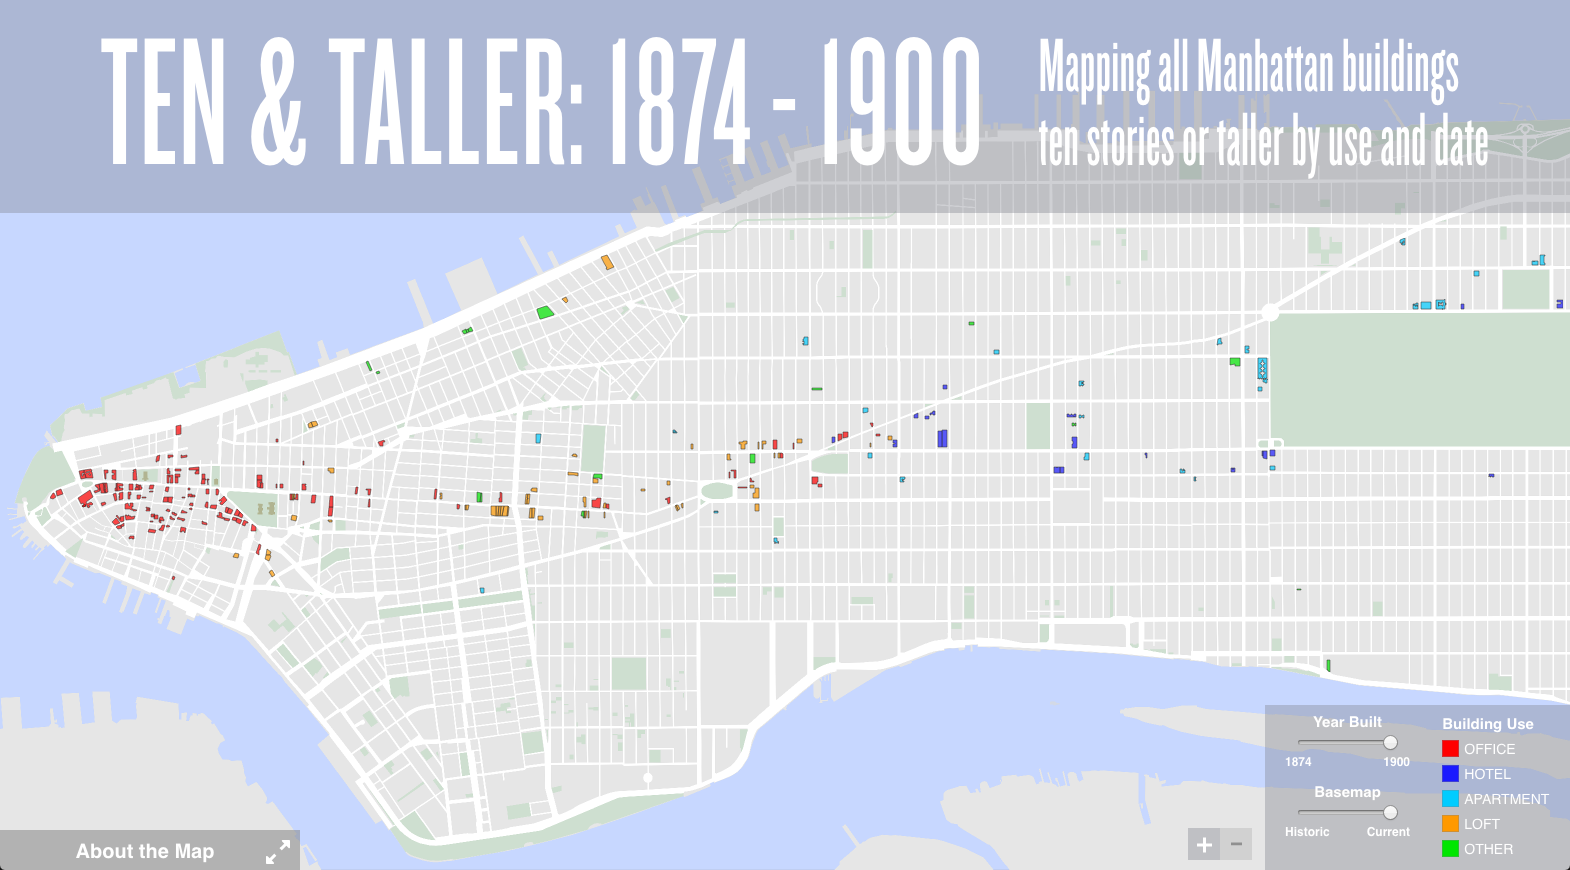 TEN & TALLER: 1874 - 1900
Mapping all Manhattan buildings
ten stories or taller by use and date
Year Built
1874 1900
Basemap
Historic Current
Building Use
OFFICE
HOTEL
APARTMENT
LOFT
OTHER
About the Map
+ −